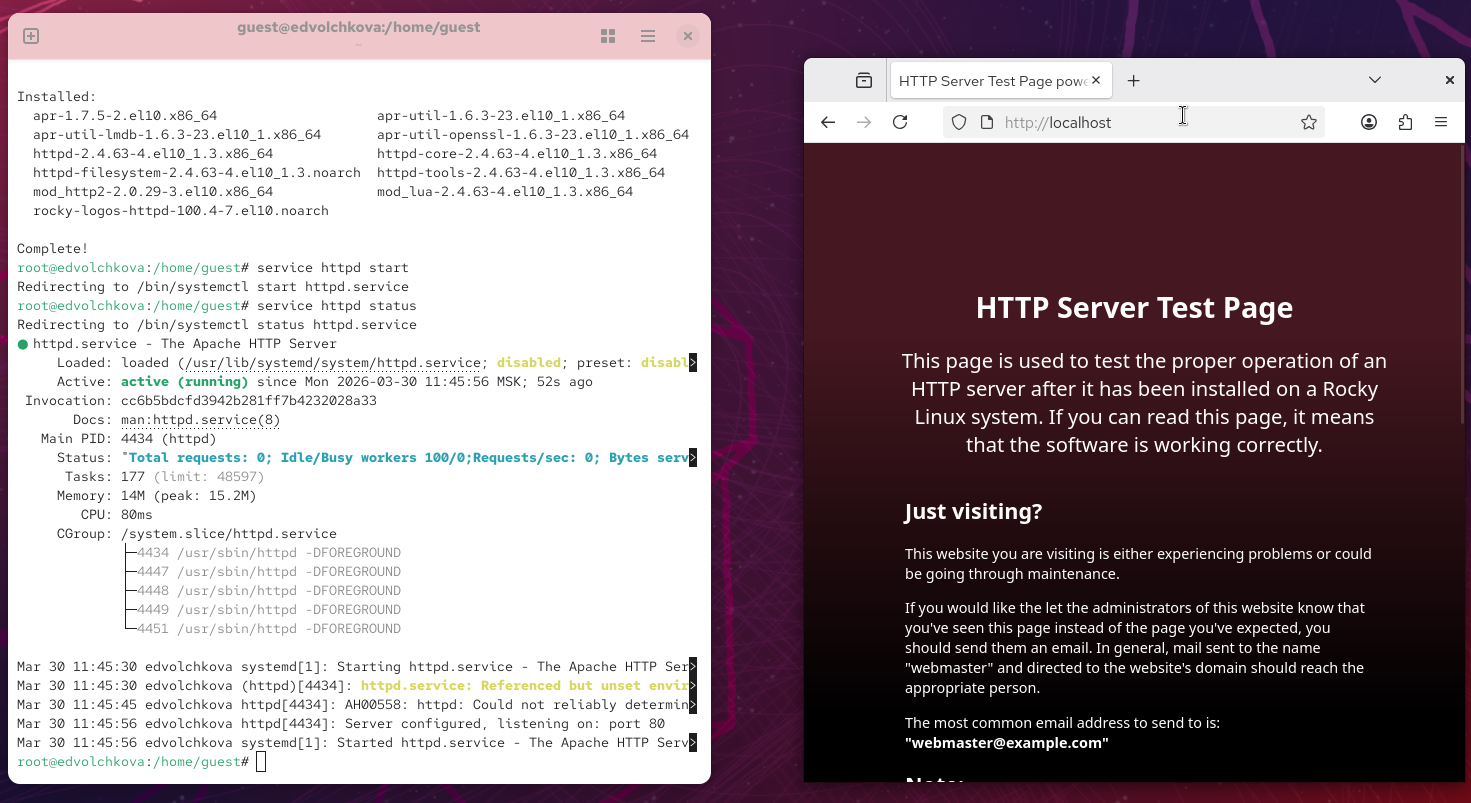 guest@edvolchkova:/home/guest
~
Installed:
apr-1.7.5-2.el10.x86_64 apr-util-1.6.3-23.el10_1.x86_64
apr-util-lmdb-1.6.3-23.el10_1.x86_64 apr-util-openssl-1.6.3-23.el10_1.x86_64
httpd-2.4.63-4.el10_1.3.x86_64 httpd-core-2.4.63-4.el10_1.3.x86_64
httpd-filesystem-2.4.63-4.el10_1.3.noarch httpd-tools-2.4.63-4.el10_1.3.x86_64
mod_http2-2.0.29-3.el10.x86_64 mod_lua-2.4.63-4.el10_1.3.x86_64
rocky-logos-httpd-100.4-7.el10.noarch
Complete!
root@edvolchkova:/home/guest# service httpd start
Redirecting to /bin/systemctl start httpd.service
root@edvolchkova:/home/guest# service httpd status
Redirecting to /bin/systemctl status httpd.service
● httpd.service - The Apache HTTP Server
Loaded: loaded (/usr/lib/systemd/system/httpd.service; disabled; preset: disabl>
Active: active (running) since Mon 2026-03-30 11:45:56 MSK; 52s ago
Invocation: cc6b5bdcfd3942b281ff7b4232028a33
Docs: man:httpd.service(8)
Main PID: 4434 (httpd)
Status: "Total requests: 0; Idle/Busy workers 100/0;Requests/sec: 0; Bytes serv>
Tasks: 177 (limit: 48597)
Memory: 14M (peak: 15.2M)
CPU: 80ms
CGroup: /system.slice/httpd.service
├─4434 /usr/sbin/httpd -DFOREGROUND
├─4447 /usr/sbin/httpd -DFOREGROUND
├─4448 /usr/sbin/httpd -DFOREGROUND
├─4449 /usr/sbin/httpd -DFOREGROUND
└─4451 /usr/sbin/httpd -DFOREGROUND
Mar 30 11:45:30 edvolchkova systemd[1]: Starting httpd.service - The Apache HTTP Ser>
Mar 30 11:45:30 edvolchkova (httpd)[4434]: httpd.service: Referenced but unset envir>
Mar 30 11:45:45 edvolchkova httpd[4434]: AH00558: httpd: Could not reliably determin>
Mar 30 11:45:56 edvolchkova httpd[4434]: Server configured, listening on: port 80
Mar 30 11:45:56 edvolchkova systemd[1]: Started httpd.service - The Apache HTTP Serv>
root@edvolchkova:/home/guest#
HTTP Server Test Page powe
http://localhost
HTTP Server Test Page
This page is used to test the proper operation of an
HTTP server after it has been installed on a Rocky
Linux system. If you can read this page, it means
that the software is working correctly.
Just visiting?
This website you are visiting is either experiencing problems or could
be going through maintenance.
If you would like the let the administrators of this website know that
you've seen this page instead of the page you've expected, you
should send them an email. In general, mail sent to the name
"webmaster" and directed to the website's domain should reach the
appropriate person.
The most common email address to send to is:
"webmaster@example.com"
Note: